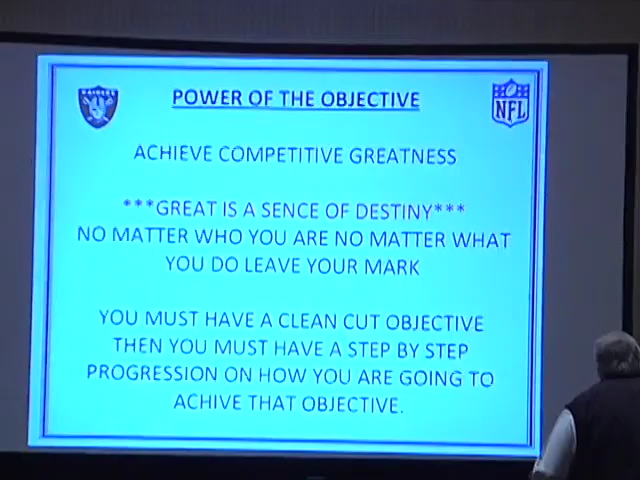 RAIDERS
POWER OF THE OBJECTIVE
NFL
ACHIEVE COMPETITIVE GREATNESS
***GREAT IS A SENCE OF DESTINY***
NO MATTER WHO YOU ARE NO MATTER WHAT
YOU DO LEAVE YOUR MARK
YOU MUST HAVE A CLEAN CUT OBJECTIVE
THEN YOU MUST HAVE A STEP BY STEP
PROGRESSION ON HOW YOU ARE GOING TO
ACHIVE THAT OBJECTIVE.